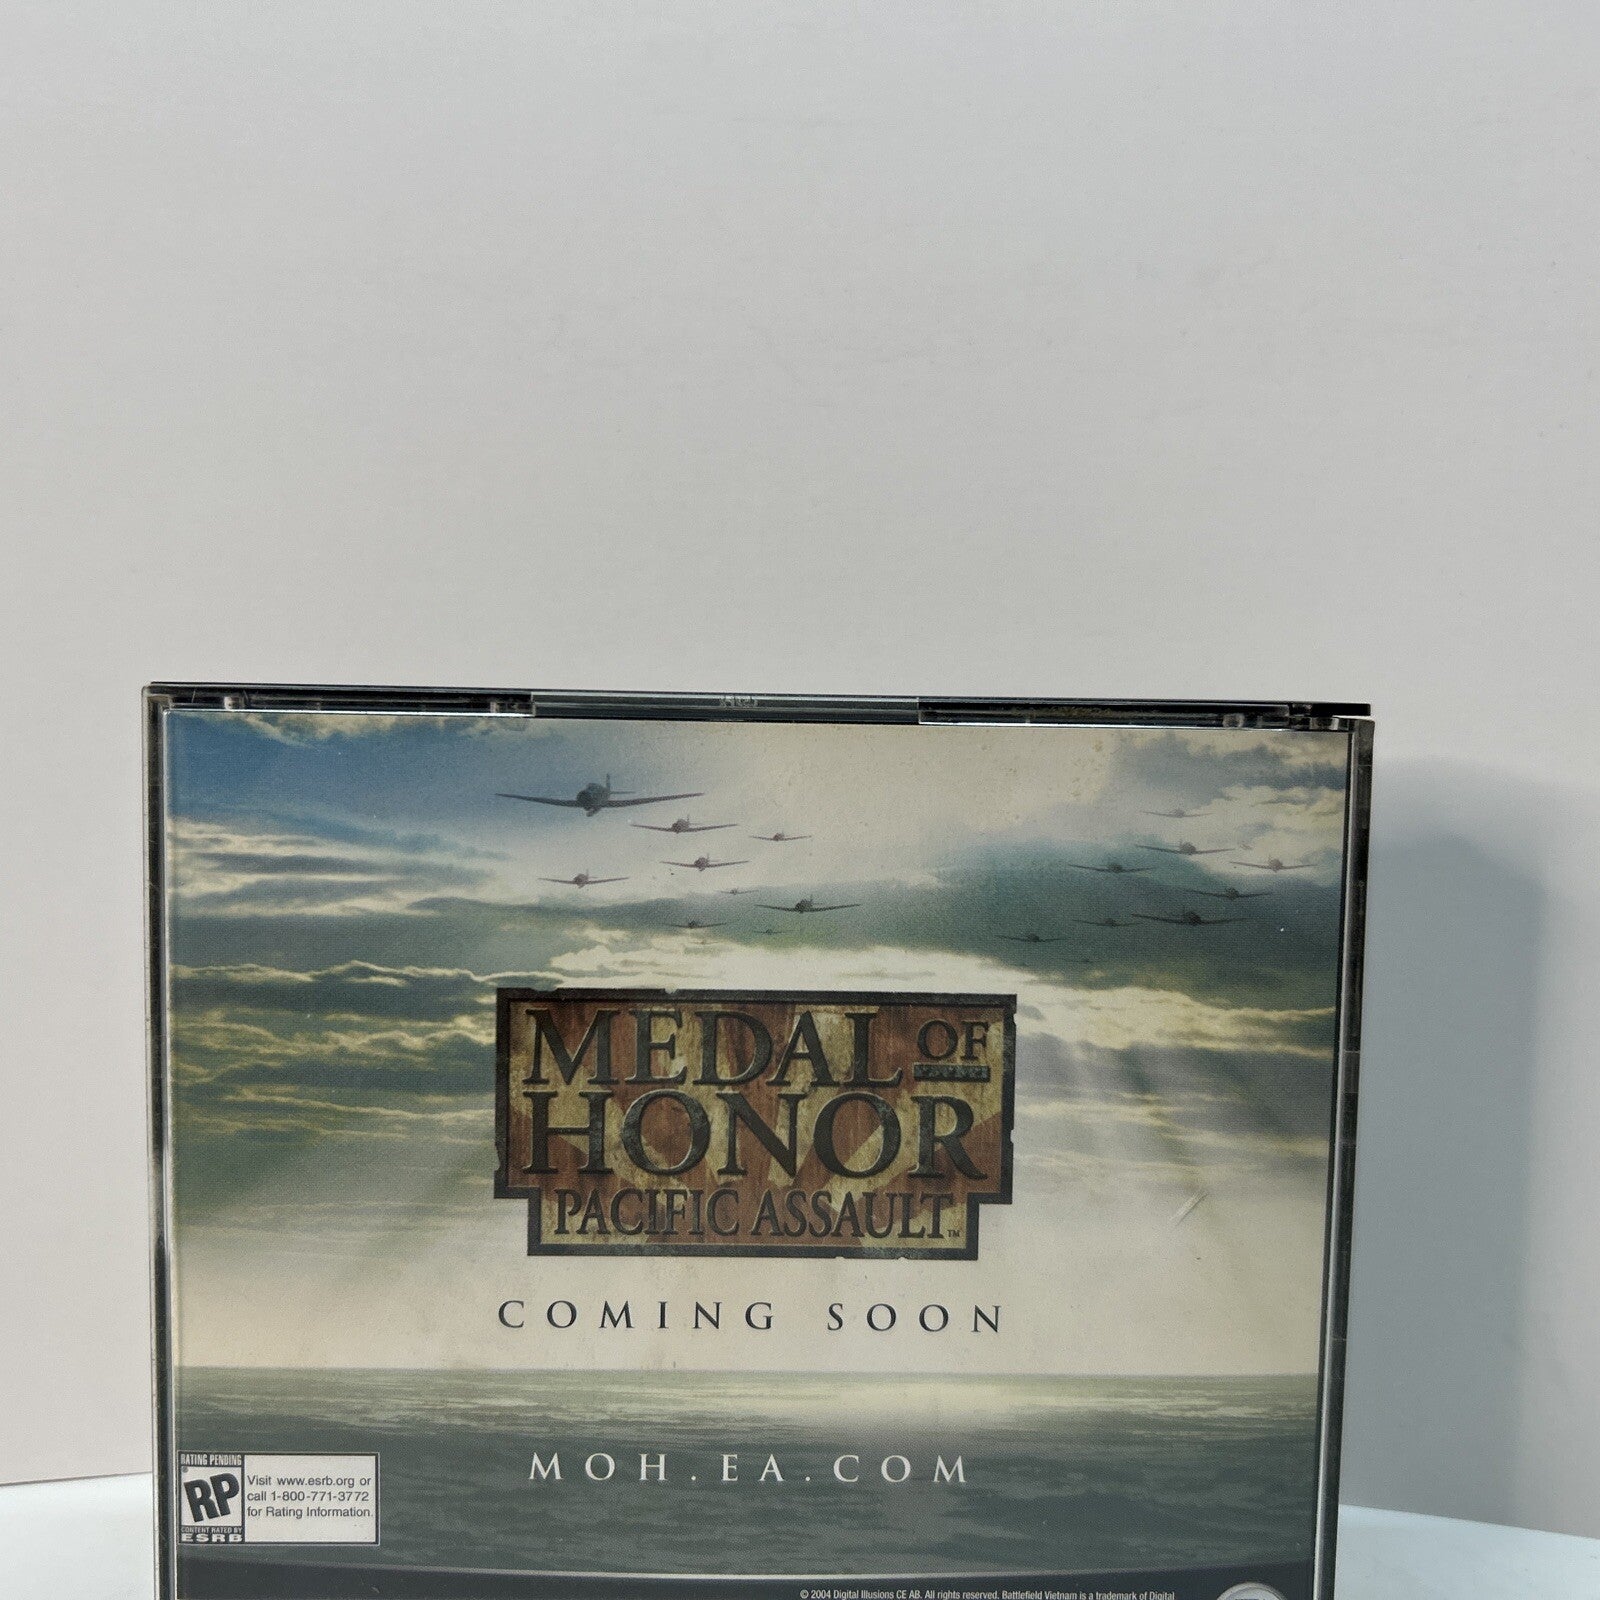 MEDAL OF
HONOR
PACIFIC ASSAULT™
COMING SOON
MOH.EA.COM
RATING PENDING
RP
CONTENT RATED BY
ESRB
Visit www.esrb.org or
call 1-800-771-3772
for Rating Information.
© 2004 Digital Illusions CE AB. All rights reserved. Battlefield Vietnam is a trademark of Digital